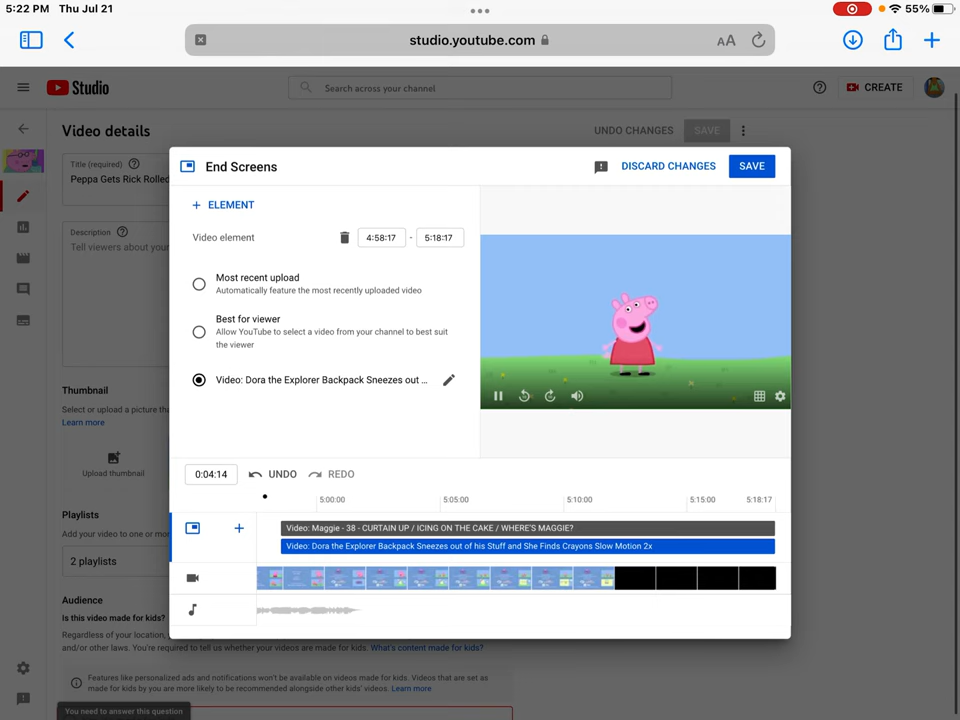 5:22 PM Thu Jul 21
55%
studio.youtube.com
AA
Studio
Search across your channel
CREATE
Video details
UNDO CHANGES
SAVE
Title (required)
Peppa Gets Rick Rolled
Description
Tell viewers about your
Thumbnail
Select or upload a picture tha
Learn more
Upload thumbnail
Playlists
Add your video to one or mor
2 playlists
Audience
Is this video made for kids?
Regardless of your location,
and/or other laws. You're required to tell us whether your videos are made for kids. What's content made for kids?
Features like personalized ads and notifications won't be available on videos made for kids. Videos that are set as
made for kids by you are more likely to be recommended alongside other kids' videos. Learn more
You need to answer this question
End Screens
DISCARD CHANGES
SAVE
+ ELEMENT
Video element
4:58:17 - 5:18:17
Most recent upload
Automatically feature the most recently uploaded video
Best for viewer
Allow YouTube to select a video from your channel to best suit
the viewer
Video: Dora the Explorer Backpack Sneezes out ...
0:04:14
UNDO
REDO
5:00:00
5:05:00
5:10:00
5:15:00
5:18:17
Video: Maggie - 38 - CURTAIN UP / ICING ON THE CAKE / WHERE'S MAGGIE?
Video: Dora the Explorer Backpack Sneezes out of his Stuff and She Finds Crayons Slow Motion 2x